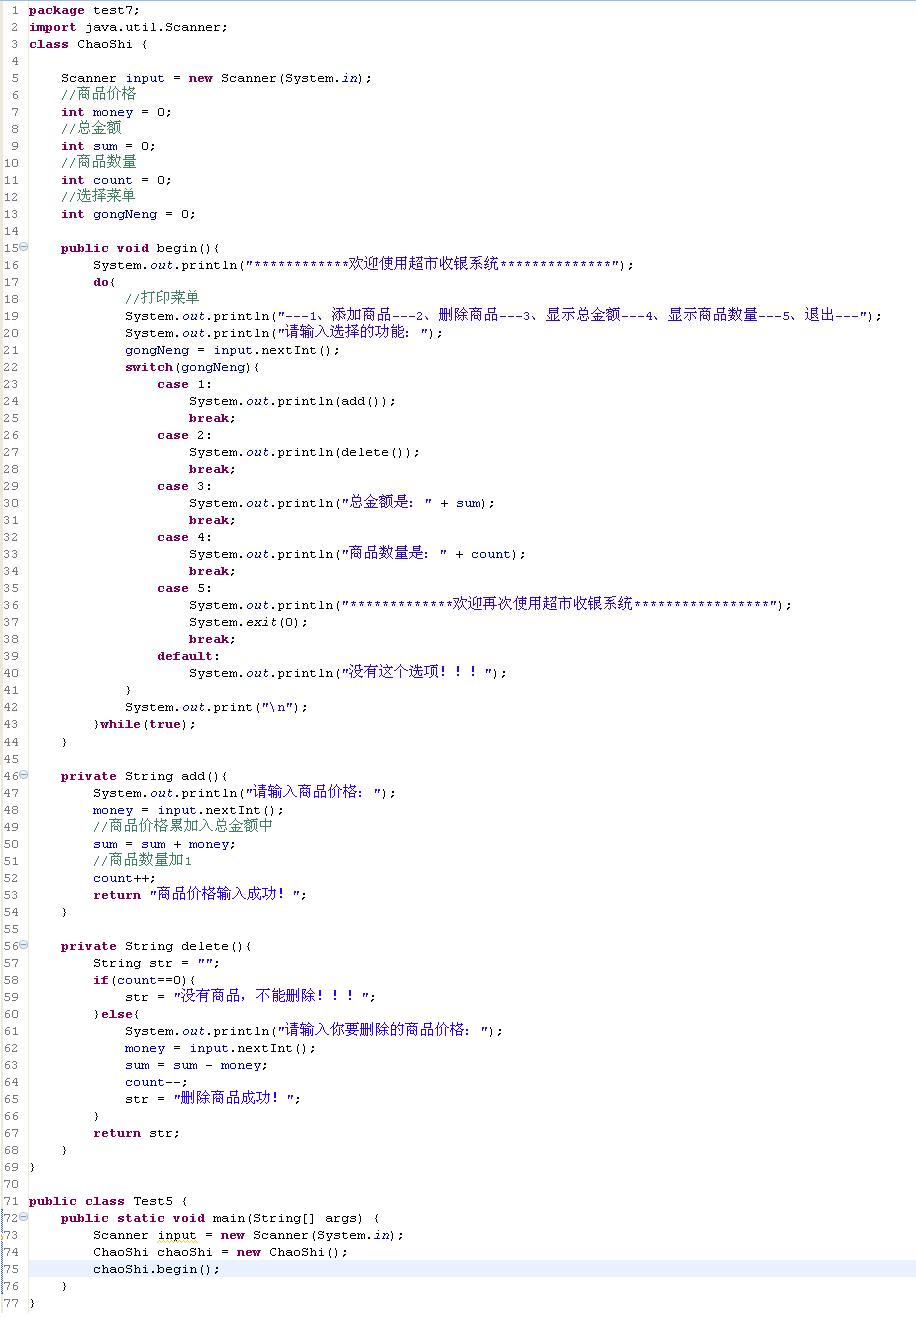 1 package test7;
2 import java.util.Scanner;
3 class ChaoShi {
4
5     Scanner input = new Scanner(System.in);
6     //商品价格
7     int money = 0;
8     //总金额
9     int sum = 0;
10     //商品数量
11     int count = 0;
12     //选择菜单
13     int gongNeng = 0;
14
15     public void begin(){
16         System.out.println("************欢迎使用超市收银系统**************");
17         do{
18             //打印菜单
19             System.out.println("---1、添加商品---2、删除商品---3、显示总金额---4、显示商品数量---5、退出---");
20             System.out.println("请输入选择的功能：");
21             gongNeng = input.nextInt();
22             switch(gongNeng){
23                 case 1:
24                     System.out.println(add());
25                     break;
26                 case 2:
27                     System.out.println(delete());
28                     break;
29                 case 3:
30                     System.out.println("总金额是：" + sum);
31                     break;
32                 case 4:
33                     System.out.println("商品数量是：" + count);
34                     break;
35                 case 5:
36                     System.out.println("*************欢迎再次使用超市收银系统*****************");
37                     System.exit(0);
38                     break;
39                 default:
40                     System.out.println("没有这个选项！！！");
41             }
42             System.out.print("\n");
43         }while(true);
44     }
45
46     private String add(){
47         System.out.println("请输入商品价格：");
48         money = input.nextInt();
49         //商品价格累加入总金额中
50         sum = sum + money;
51         //商品数量加1
52         count++;
53         return "商品价格输入成功！";
54     }
55
56     private String delete(){
57         String str = "";
58         if(count==0){
59             str = "没有商品，不能删除！！！";
60         }else{
61             System.out.println("请输入你要删除的商品价格：");
62             money = input.nextInt();
63             sum = sum - money;
64             count--;
65             str = "删除商品成功！";
66         }
67         return str;
68     }
69 }
70
71 public class Test5 {
72     public static void main(String[] args) {
73         Scanner input = new Scanner(System.in);
74         ChaoShi chaoShi = new ChaoShi();
75         chaoShi.begin();
76     }
77 }